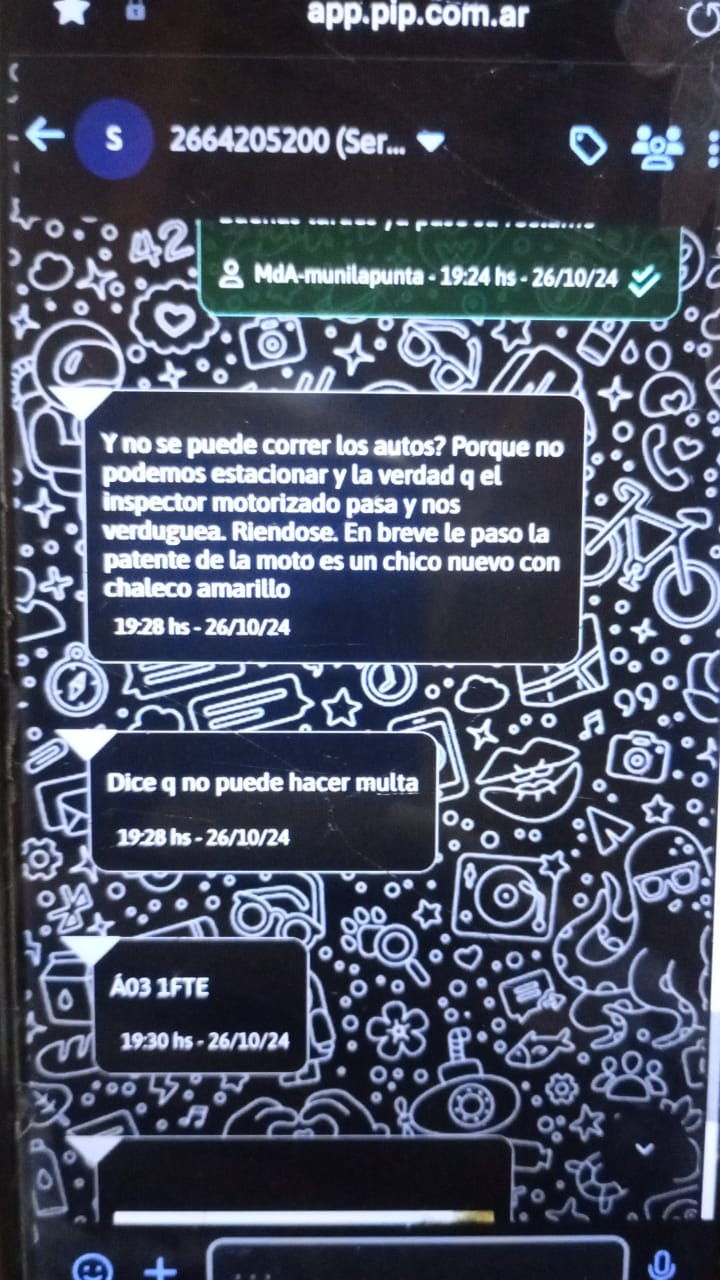 app.pip.com.ar
S
2664205200 (Ser...
MdA-munilapunta - 19:24 hs - 26/10/24
Y no se puede correr los autos? Porque no
podemos estacionar y la verdad q el
inspector motorizado pasa y nos
verduguea. Riendose. En breve le paso la
patente de la moto es un chico nuevo con
chaleco amarillo
19:28 hs - 26/10/24
Dice q no puede hacer multa
19:28 hs - 26/10/24
Á03 1FTE
19:30 hs - 26/10/24